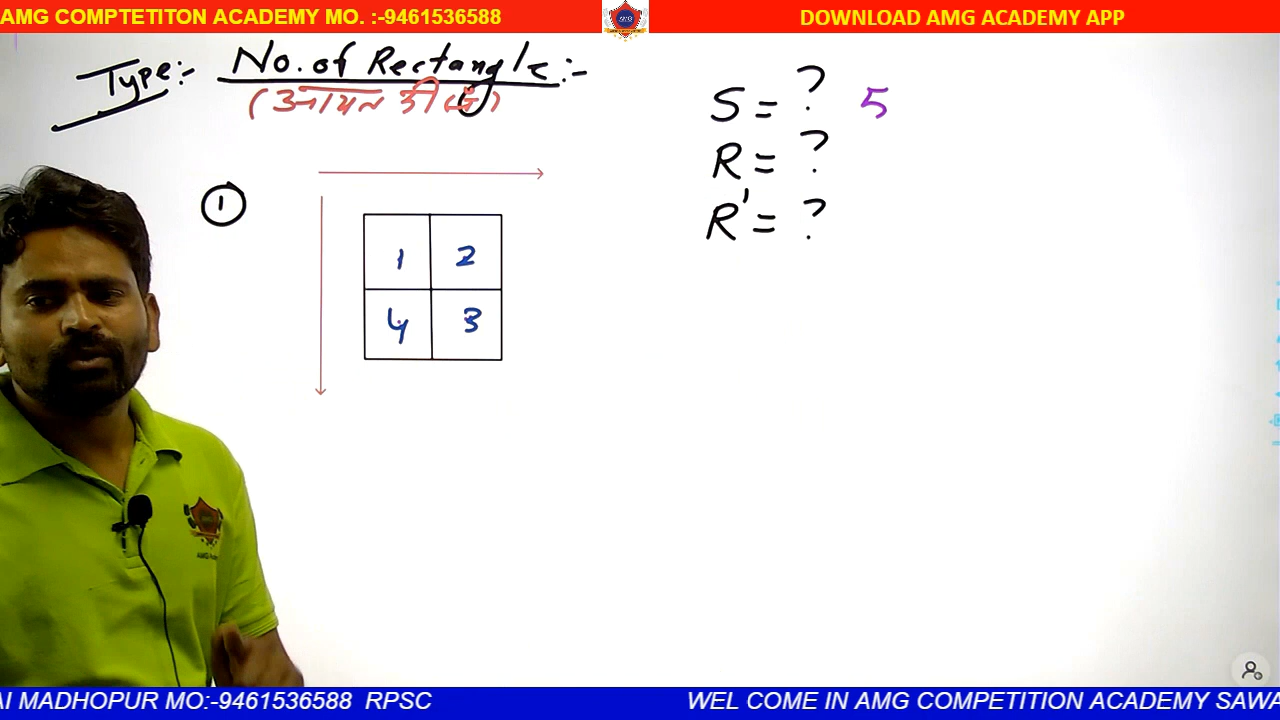 AMG COMPTETITON ACADEMY MO. :-9461536588
DOWNLOAD AMG ACADEMY APP
Type:- No. of Rectangle:-
(आयत की सं)
S = ? 5
R = ?
R' = ?
1
1 2
4 3
AI MADHOPUR MO:-9461536588 RPSC
WEL COME IN AMG COMPETITION ACADEMY SAWA